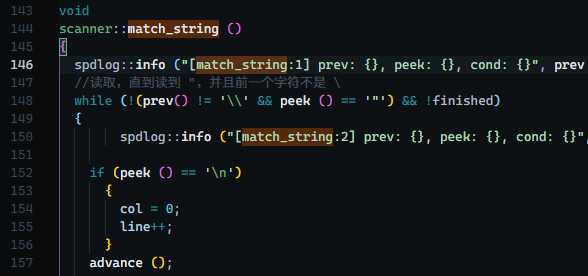 143 void
144 scanner::match_string ()
145 {
146 spdlog::info ("[match_string:1] prev: {}, peek: {}, cond: {}", prev
147 //读取，直到读到 "，并且前一个字符不是 \
148 while (!(prev() != '\\' && peek () == '"') && !finished)
149 {
150 spdlog::info ("[match_string:2] prev: {}, peek: {}, cond: {}",
151
152 if (peek () == '\n')
153 {
154 col = 0;
155 line++;
156 }
157 advance ();